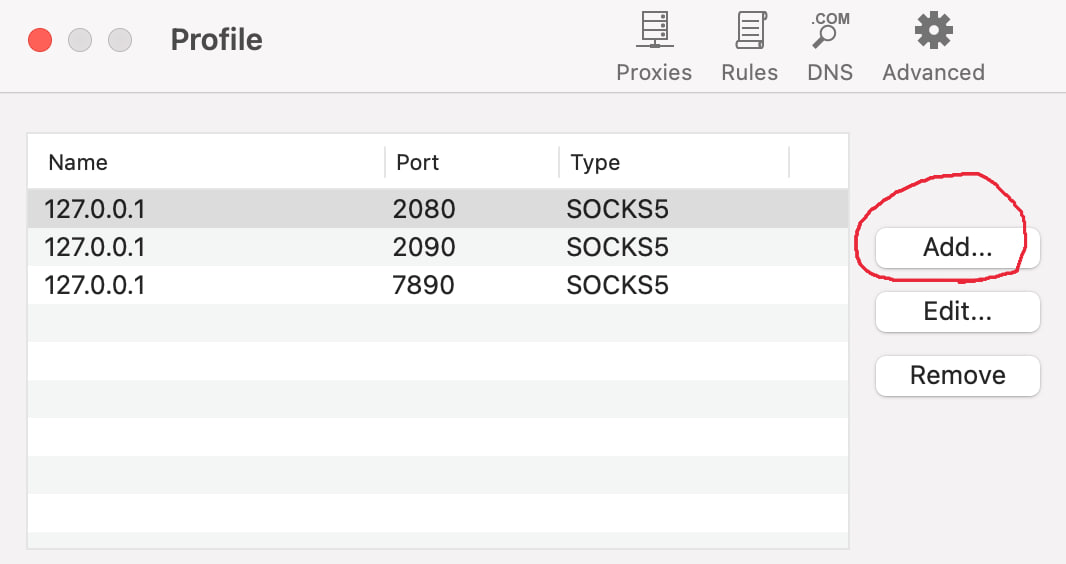 Profile
.COM
Proxies Rules DNS Advanced
Name Port Type
127.0.0.1 2080 SOCKS5
127.0.0.1 2090 SOCKS5
127.0.0.1 7890 SOCKS5
Add...
Edit...
Remove